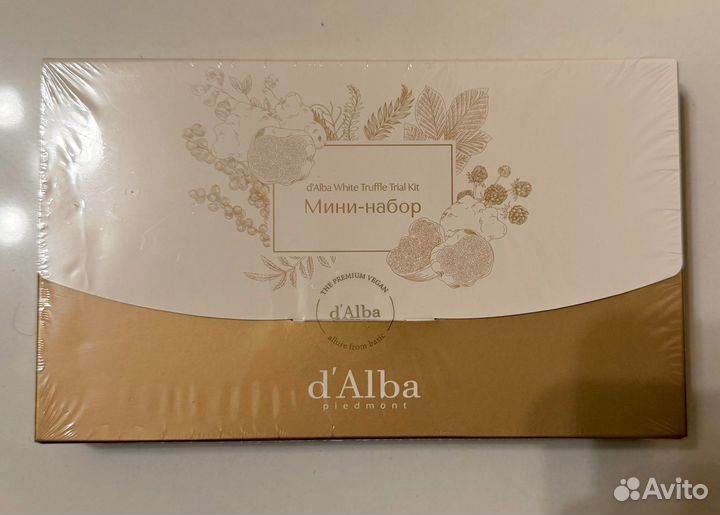 d'Alba White Truffle Trial Kit
Мини-набор
THE PREMIUM VEGAN
d'Alba
allure from basic
d'Alba
piedmont
Avito